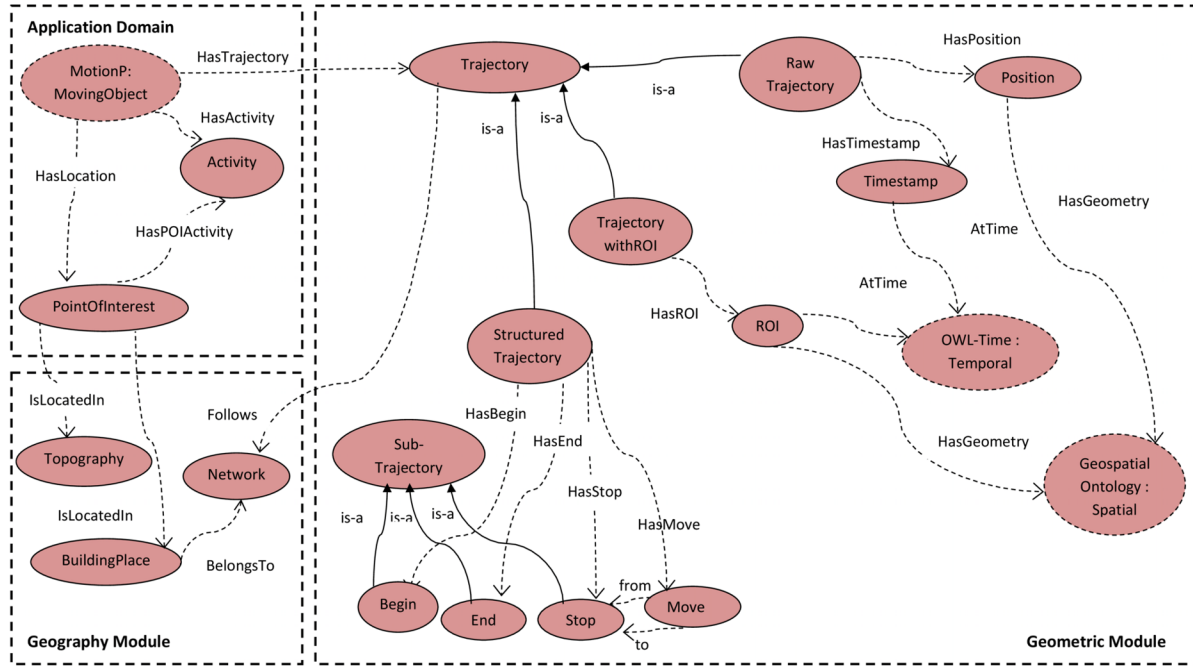 Application Domain
MotionP:
MovingObject
HasTrajectory
HasActivity
Activity
HasLocation
HasPOIActivity
PointOfInterest
IsLocatedIn
Topography
Follows
Network
IsLocatedIn
BuildingPlace
BelongsTo
Geography Module
Trajectory
is-a
is-a
is-a
Raw
Trajectory
HasPosition
Position
HasTimestamp
Timestamp
HasGeometry
AtTime
AtTime
Trajectory
withROI
HasROI
ROI
OWL-Time :
Temporal
Structured
Trajectory
HasBegin
HasEnd
HasStop
HasMove
HasGeometry
Geospatial
Ontology :
Spatial
Sub-
Trajectory
is-a
is-a
is-a
Begin
End
Stop
from
Move
to
Geometric Module